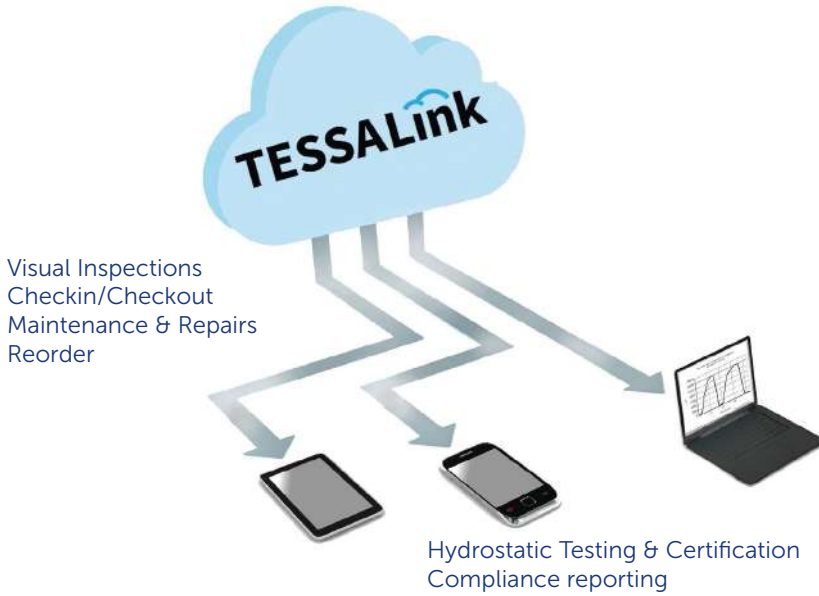 TESSALink
Visual Inspections
Checkin/Checkout
Maintenance & Repairs
Reorder
Hydrostatic Testing & Certification
Compliance reporting